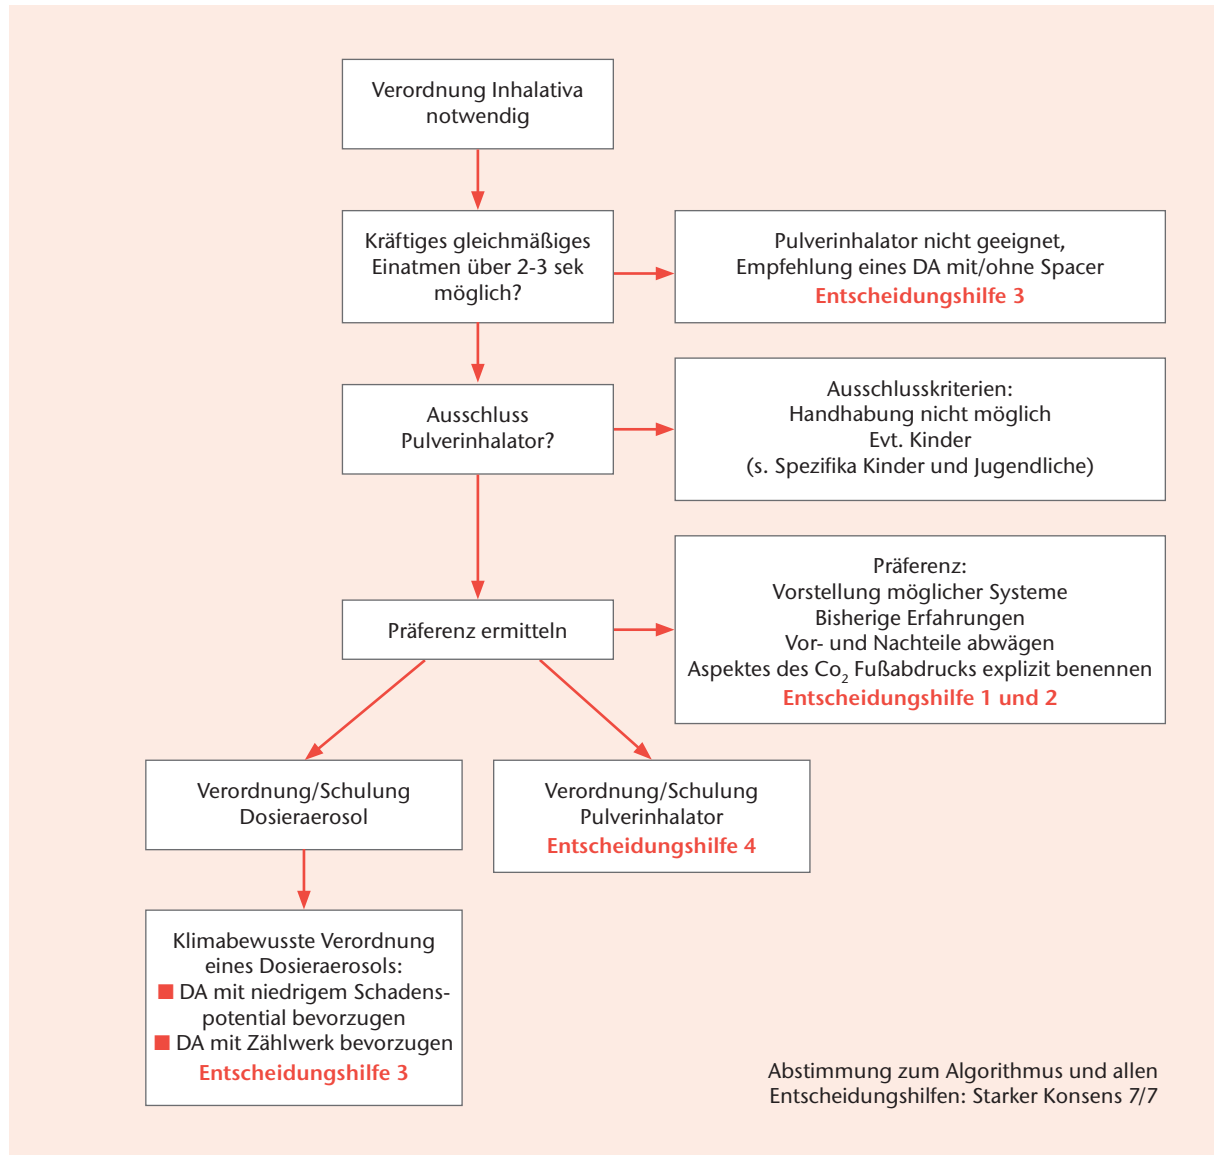 Verordnung Inhalativa
notwendig
Kräftiges gleichmäßiges
Einatmen über 2-3 sek
möglich?
Pulverinhalator nicht geeignet,
Empfehlung eines DA mit/ohne Spacer
Entscheidungshilfe 3
Ausschluss
Pulverinhalator?
Ausschlusskriterien:
Handhabung nicht möglich
Evt. Kinder
(s. Spezifika Kinder und Jugendliche)
Präferenz ermitteln
Präferenz:
Vorstellung möglicher Systeme
Bisherige Erfahrungen
Vor- und Nachteile abwägen
Aspektes des Co₂ Fußabdrucks explizit benennen
Entscheidungshilfe 1 und 2
Verordnung/Schulung
Dosieraerosol
Verordnung/Schulung
Pulverinhalator
Entscheidungshilfe 4
Klimabewusste Verordnung
eines Dosieraerosols:
■ DA mit niedrigem Schadens-
potential bevorzugen
■ DA mit Zählwerk bevorzugen
Entscheidungshilfe 3
Abstimmung zum Algorithmus und allen
Entscheidungshilfen: Starker Konsens 7/7